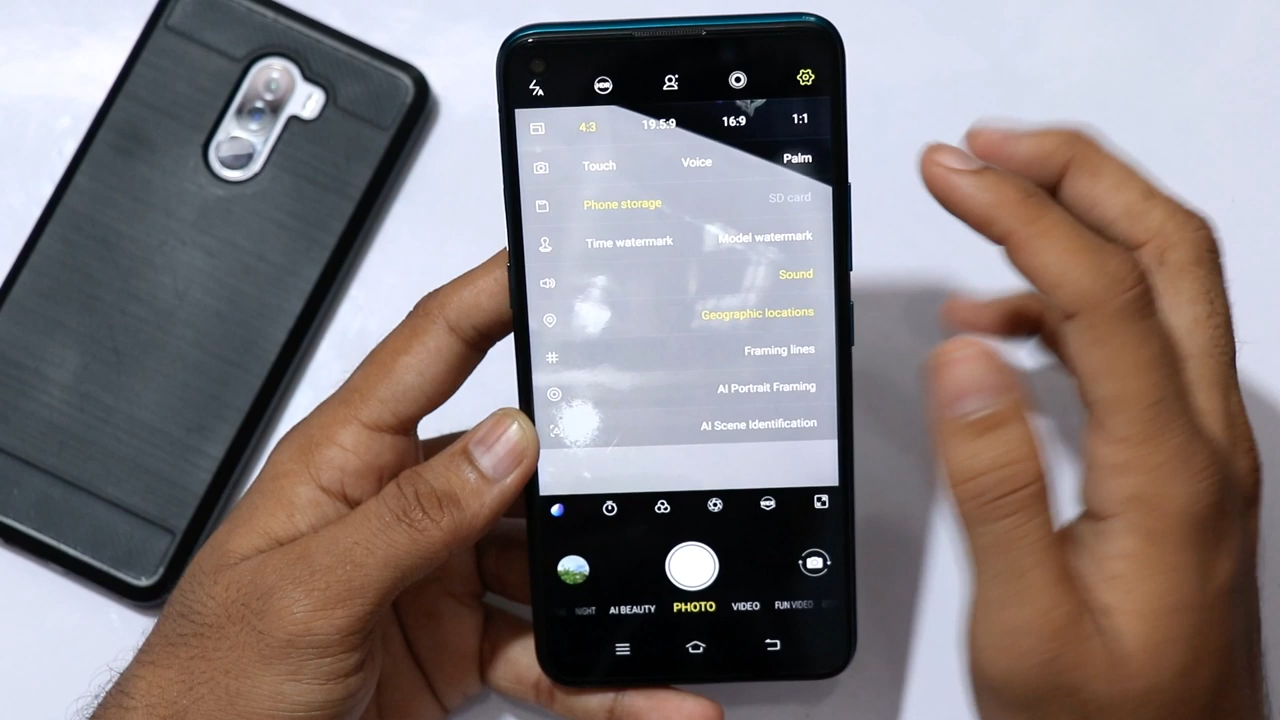 HDR
4:3 19.5:9 16:9 1:1
Touch Voice Palm
Phone storage SD card
Time watermark Model watermark
Sound
Geographic locations
Framing lines
AI Portrait Framing
AI Scene Identification
NIGHT AI BEAUTY PHOTO VIDEO FUN VIDEO